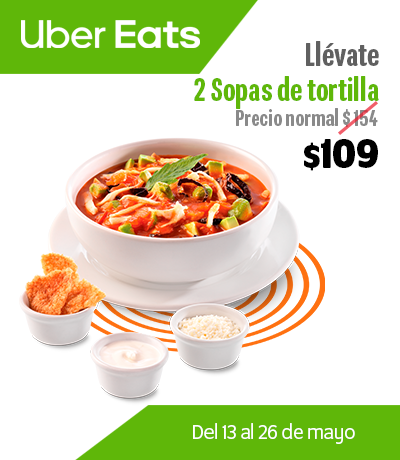 Uber Eats
Llévate
2 Sopas de tortilla
Precio normal $ 154
$109
Del 13 al 26 de mayo